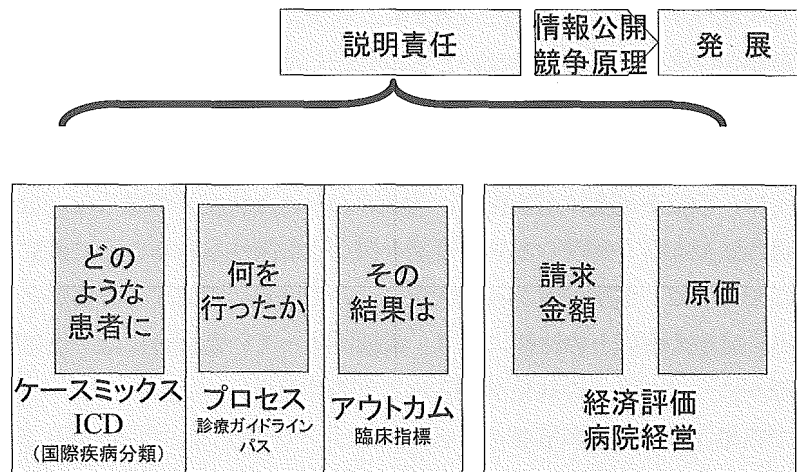 説明責任
情報公開
競争原理
発 展
どの
ような
患者に
何を
行ったか
その
結果は
請求
金額
原価
ケースミックス
ICD
（国際疾病分類）
プロセス
診療ガイドライン
パス
アウトカム
臨床指標
経済評価
病院経営